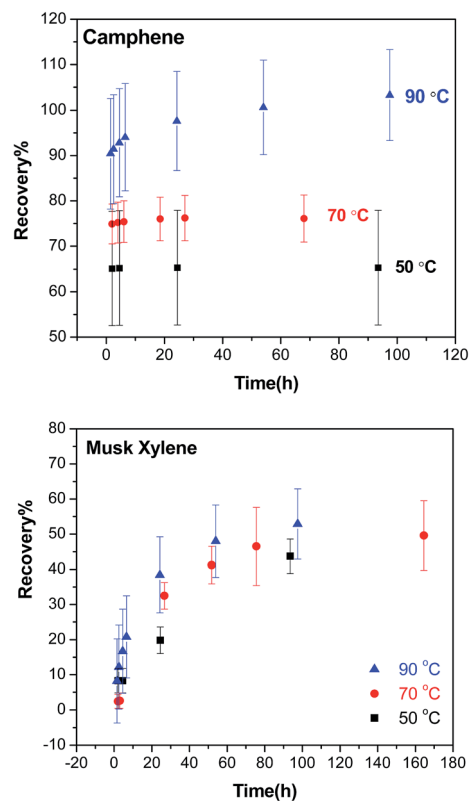 Camphene
120
110
100
90
80
70
60
50
Recovery%
90 °C
70 °C
50 °C
0 20 40 60 80 100 120
Time(h)
Musk Xylene
80
70
60
50
40
30
20
10
0
-10
Recovery%
90 °C
70 °C
50 °C
-20 0 20 40 60 80 100 120 140 160 180
Time(h)